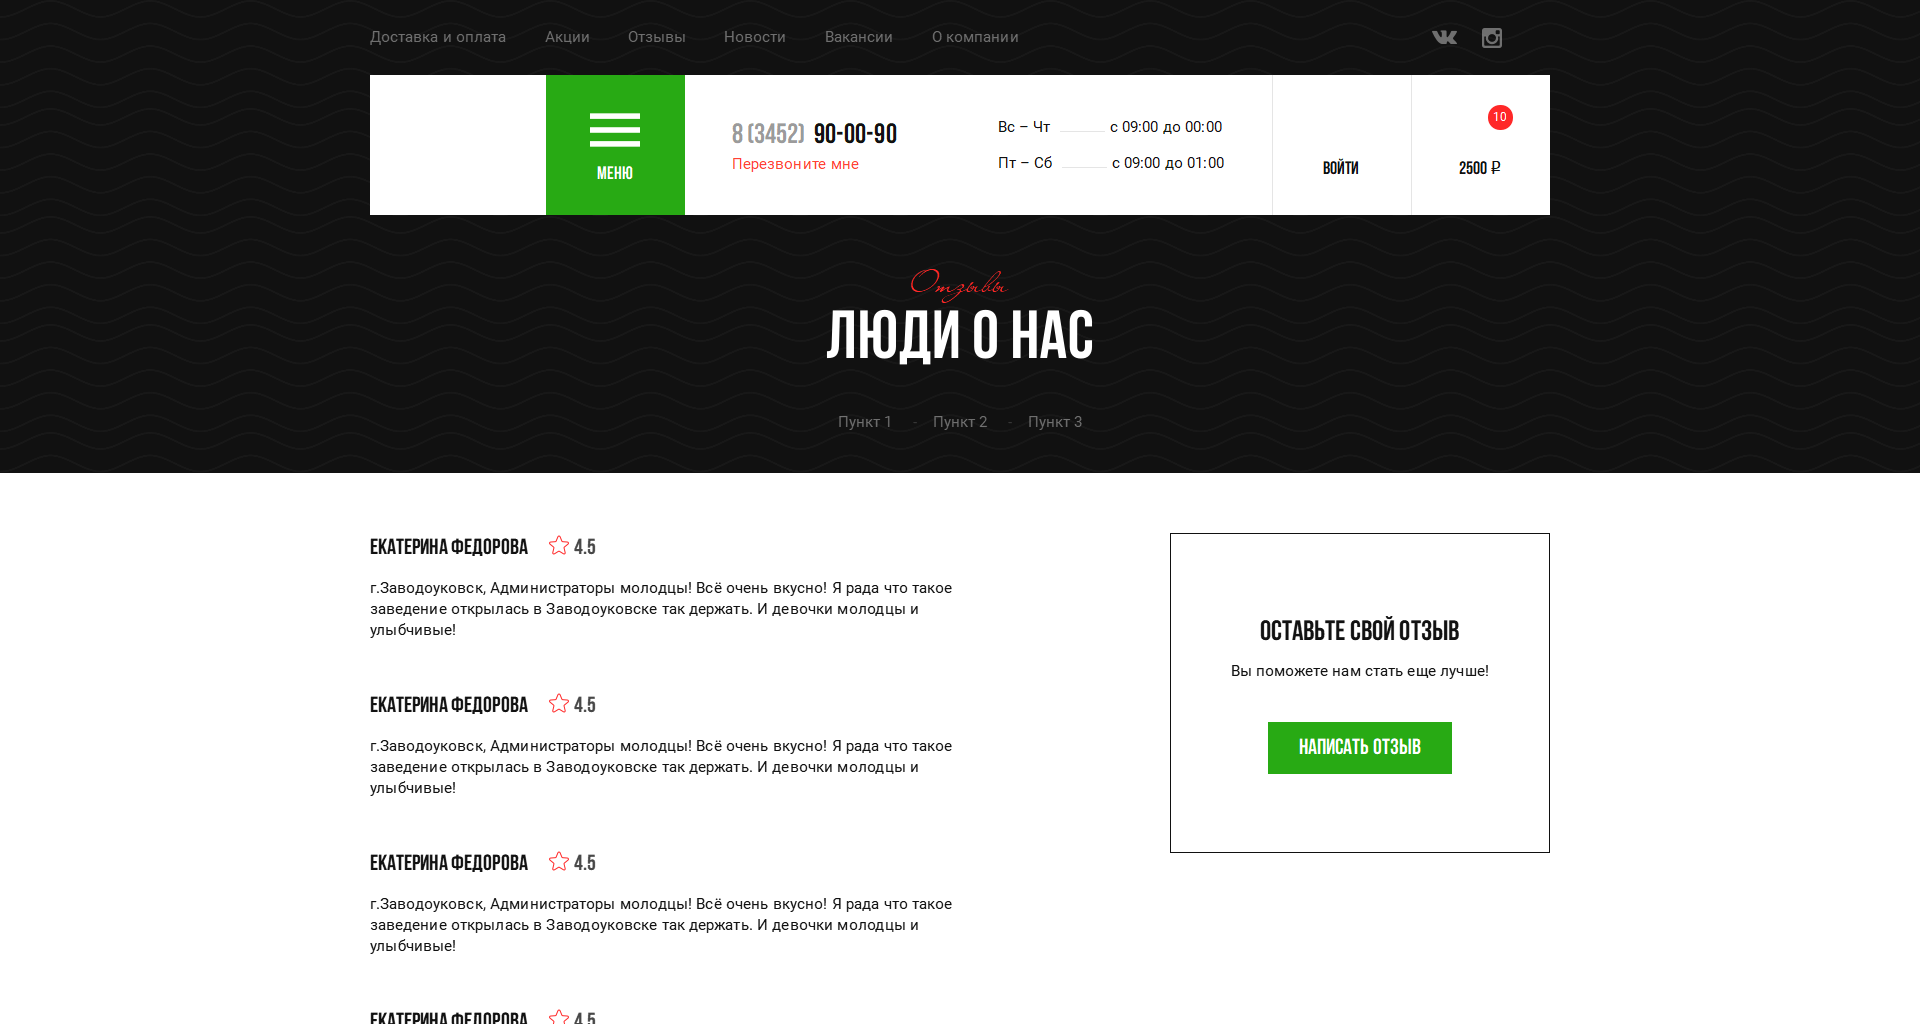 Доставка и оплата Акции Отзывы Новости Вакансии О компании
МЕНЮ
8 (3452) 90-00-90
Перезвоните мне
Вс – Чт с 09:00 до 00:00
Пт – Сб с 09:00 до 01:00
ВОЙТИ
10
2500 ₽
Отзывы
ЛЮДИ О НАС
Пункт 1 - Пункт 2 - Пункт 3
ЕКАТЕРИНА ФЕДОРОВА 4.5
г.Заводоуковск, Администраторы молодцы! Всё очень вкусно! Я рада что такое
заведение открылась в Заводоуковске так держать. И девочки молодцы и
улыбчивые!
ЕКАТЕРИНА ФЕДОРОВА 4.5
г.Заводоуковск, Администраторы молодцы! Всё очень вкусно! Я рада что такое
заведение открылась в Заводоуковске так держать. И девочки молодцы и
улыбчивые!
ЕКАТЕРИНА ФЕДОРОВА 4.5
г.Заводоуковск, Администраторы молодцы! Всё очень вкусно! Я рада что такое
заведение открылась в Заводоуковске так держать. И девочки молодцы и
улыбчивые!
ЕКАТЕРИНА ФЕДОРОВА 4.5
ОСТАВЬТЕ СВОЙ ОТЗЫВ
Вы поможете нам стать еще лучше!
НАПИСАТЬ ОТЗЫВ